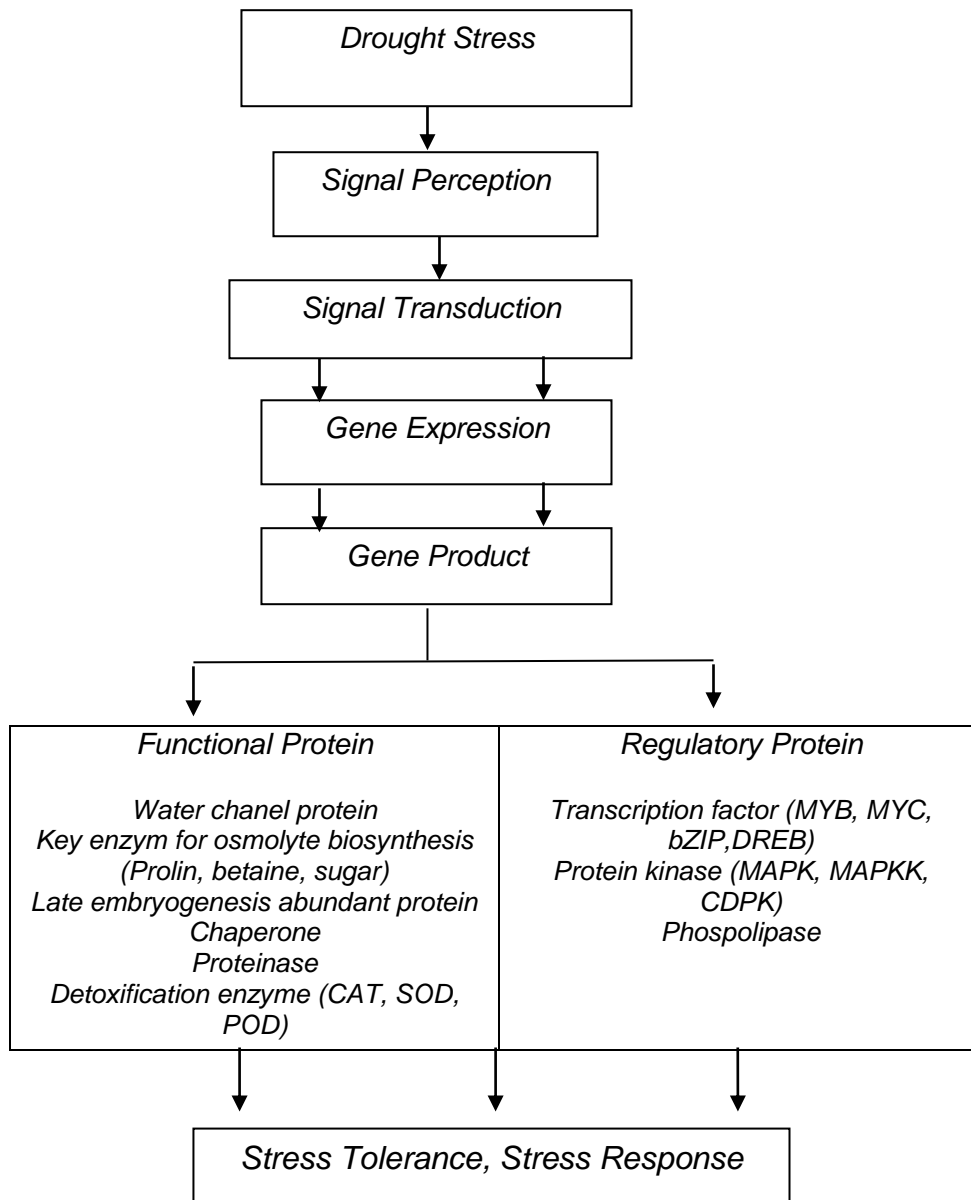 Drought Stress
Signal Perception
Signal Transduction
Gene Expression
Gene Product
Functional Protein
Water chanel protein
Key enzym for osmolyte biosynthesis
(Prolin, betaine, sugar)
Late embryogenesis abundant protein
Chaperone
Proteinase
Detoxification enzyme (CAT, SOD,
POD)
Regulatory Protein
Transcription factor (MYB, MYC,
bZIP,DREB)
Protein kinase (MAPK, MAPKK,
CDPK)
Phospolipase
Stress Tolerance, Stress Response